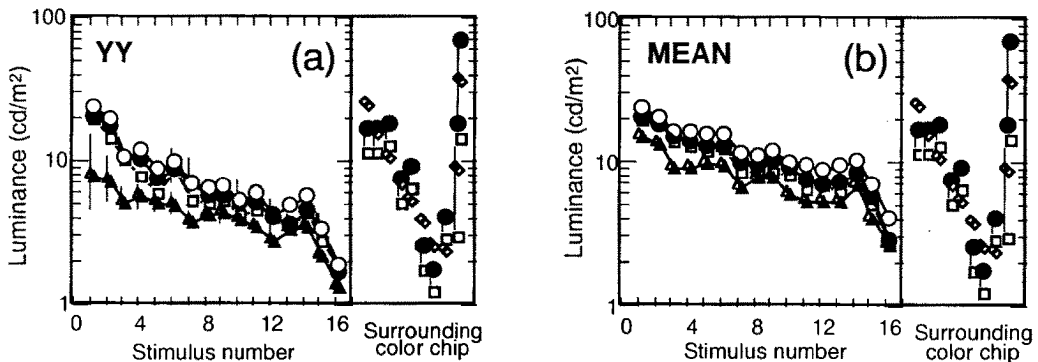 100
YY
(a)
10
1
Luminance (cd/m2)
0 4 8 12 16
Stimulus number
Surrounding
color chip
100
MEAN
(b)
10
1
Luminance (cd/m2)
0 4 8 12 16
Stimulus number
Surrounding
color chip